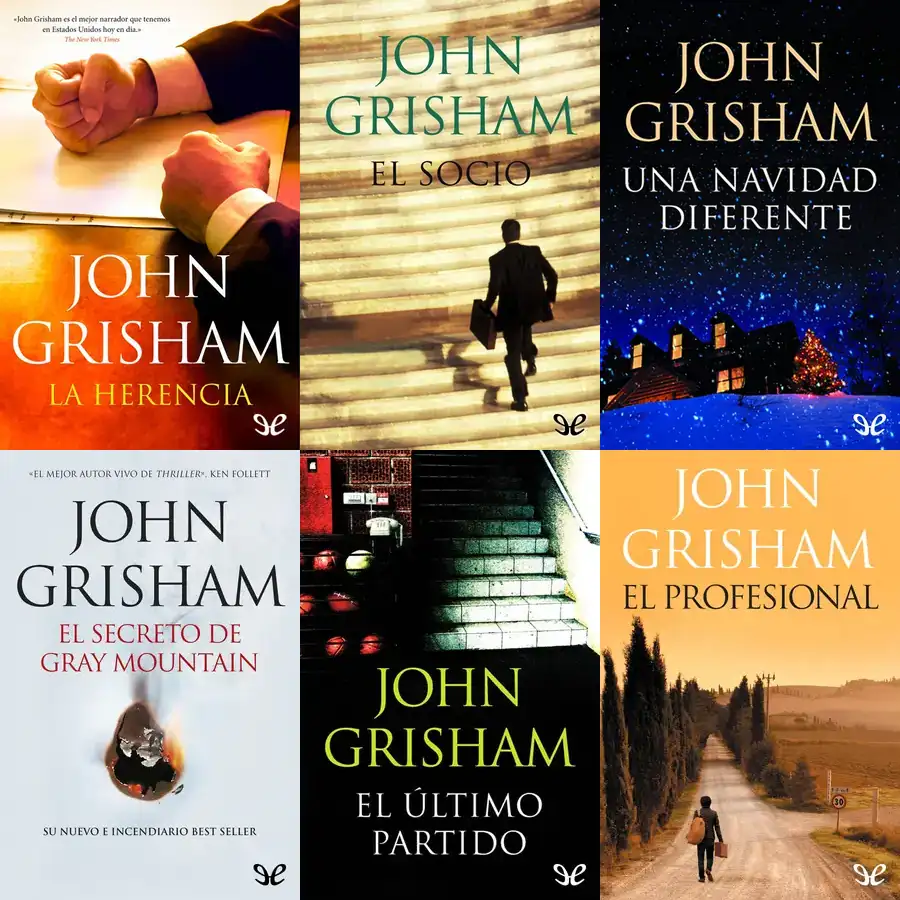 «John Grisham es el mejor narrador que tenemos
en Estados Unidos hoy en día.»
The New York Times
JOHN
GRISHAM
LA HERENCIA
JOHN
GRISHAM
EL SOCIO
JOHN
GRISHAM
UNA NAVIDAD
DIFERENTE
«EL MEJOR AUTOR VIVO DE THRILLER». KEN FOLLETT
JOHN
GRISHAM
EL SECRETO DE
GRAY MOUNTAIN
SU NUEVO E INCENDIARIO BEST SELLER
JOHN
GRISHAM
EL ÚLTIMO
PARTIDO
JOHN
GRISHAM
EL PROFESIONAL
30